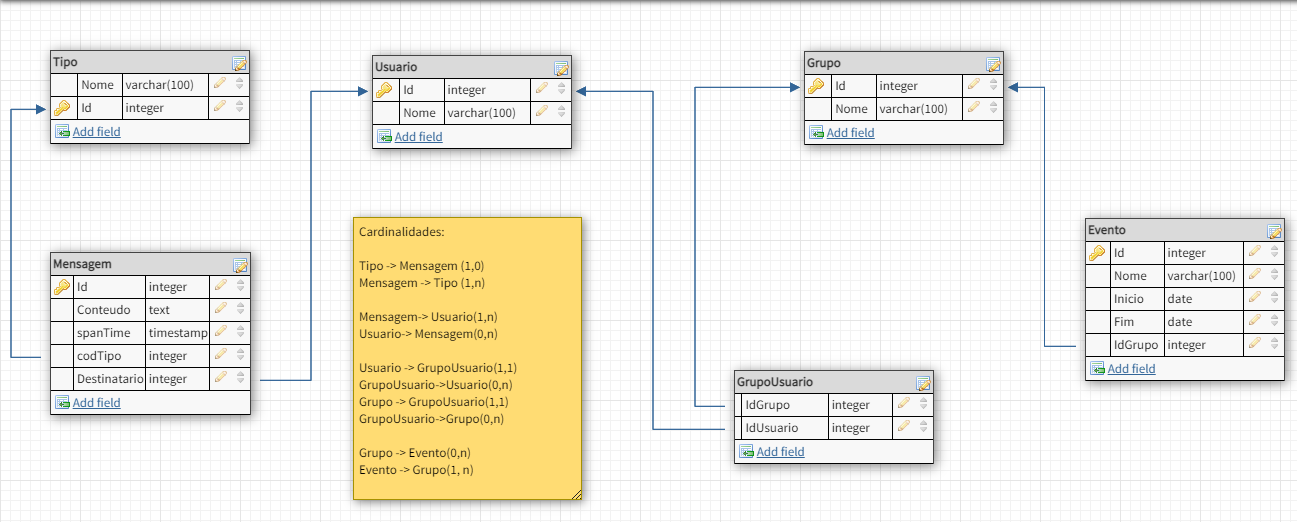 Tipo
Nome varchar(100)
Id integer
Add field
Usuario
Id integer
Nome varchar(100)
Add field
Grupo
Id integer
Nome varchar(100)
Add field
Mensagem
Id integer
Conteudo text
spanTime timestamp
codTipo integer
Destinatario integer
Add field
Cardinalidades:
Tipo -> Mensagem (1,0)
Mensagem -> Tipo (1,n)
Mensagem-> Usuario(1,n)
Usuario-> Mensagem(0,n)
Usuario -> GrupoUsuario(1,1)
GrupoUsuario->Usuario(0,n)
Grupo -> GrupoUsuario(1,1)
GrupoUsuario->Grupo(0,n)
Grupo -> Evento(0,n)
Evento -> Grupo(1, n)
GrupoUsuario
IdGrupo integer
IdUsuario integer
Add field
Evento
Id integer
Nome varchar(100)
Inicio date
Fim date
IdGrupo integer
Add field